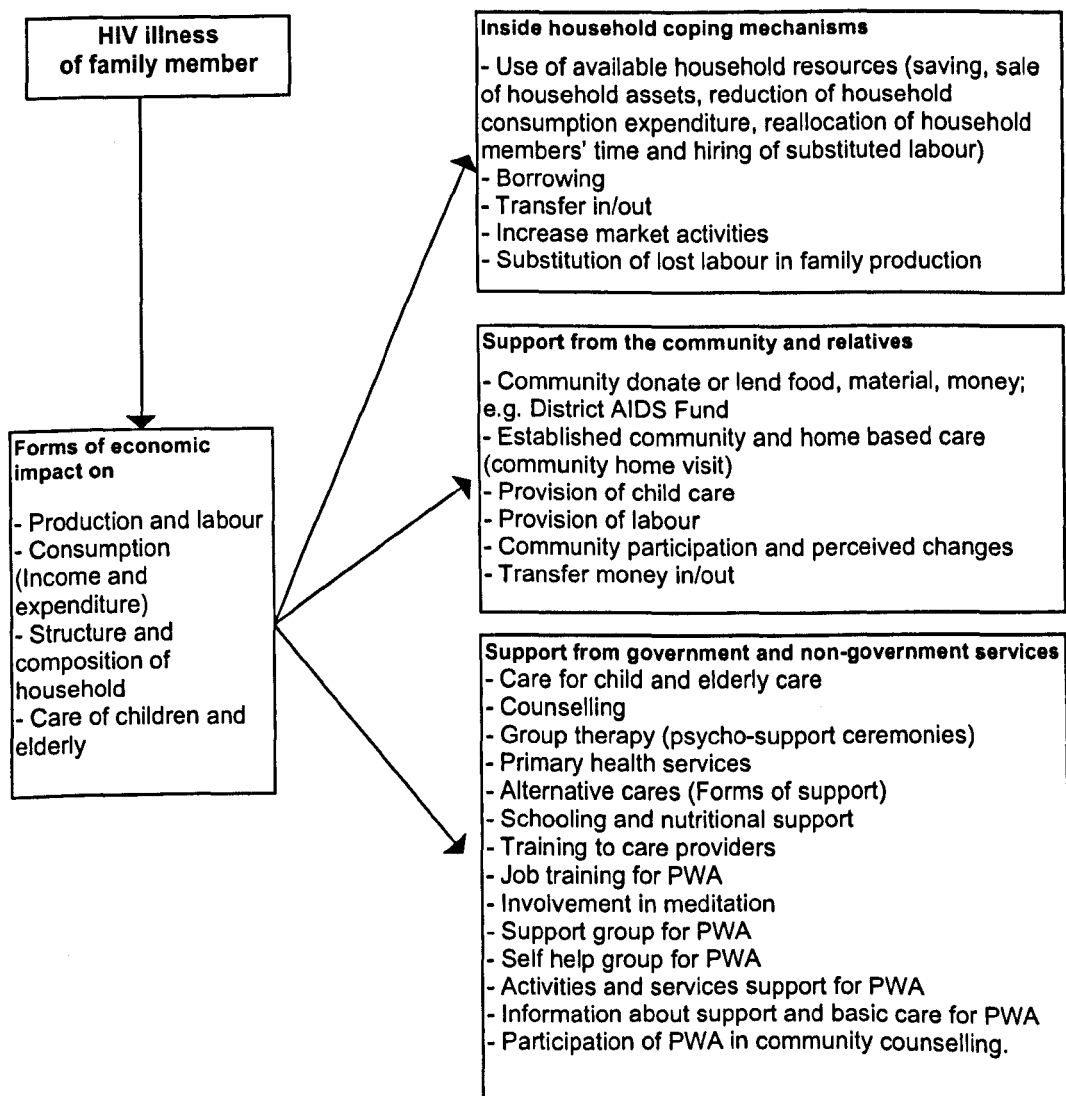 HIV illness
of family member
Forms of economic
impact on
- Production and labour
- Consumption
(Income and
expenditure)
- Structure and
composition of
household
- Care of children and
elderly
Inside household coping mechanisms
- Use of available household resources (saving, sale
of household assets, reduction of household
consumption expenditure, reallocation of household
members' time and hiring of substituted labour)
- Borrowing
- Transfer in/out
- Increase market activities
- Substitution of lost labour in family production
Support from the community and relatives
- Community donate or lend food, material, money;
e.g. District AIDS Fund
- Established community and home based care
(community home visit)
- Provision of child care
- Provision of labour
- Community participation and perceived changes
- Transfer money in/out
Support from government and non-government services
- Care for child and elderly care
- Counselling
- Group therapy (psycho-support ceremonies)
- Primary health services
- Alternative cares (Forms of support)
- Schooling and nutritional support
- Training to care providers
- Job training for PWA
- Involvement in meditation
- Support group for PWA
- Self help group for PWA
- Activities and services support for PWA
- Information about support and basic care for PWA
- Participation of PWA in community counselling.